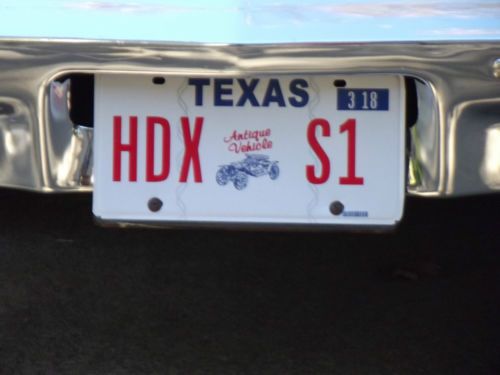 TEXAS
3 18
HDX
Antique
Vehicle
S1